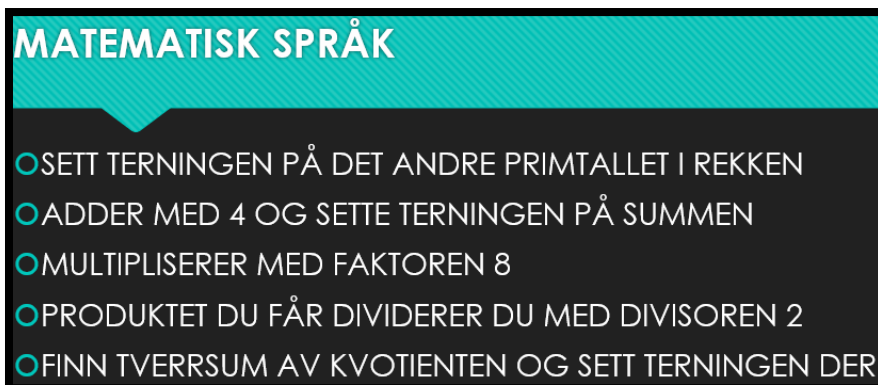 MATEMATISK SPRÅK
SETT TERNINGEN PÅ DET ANDRE PRIMTALLET I REKKEN
ADDER MED 4 OG SETTE TERNINGEN PÅ SUMMEN
MULTIPLISERER MED FAKTOREN 8
PRODUKTET DU FÅR DIVIDERER DU MED DIVISOREN 2
FINN TVERRSUM AV KVOTIENTEN OG SETT TERNINGEN DER